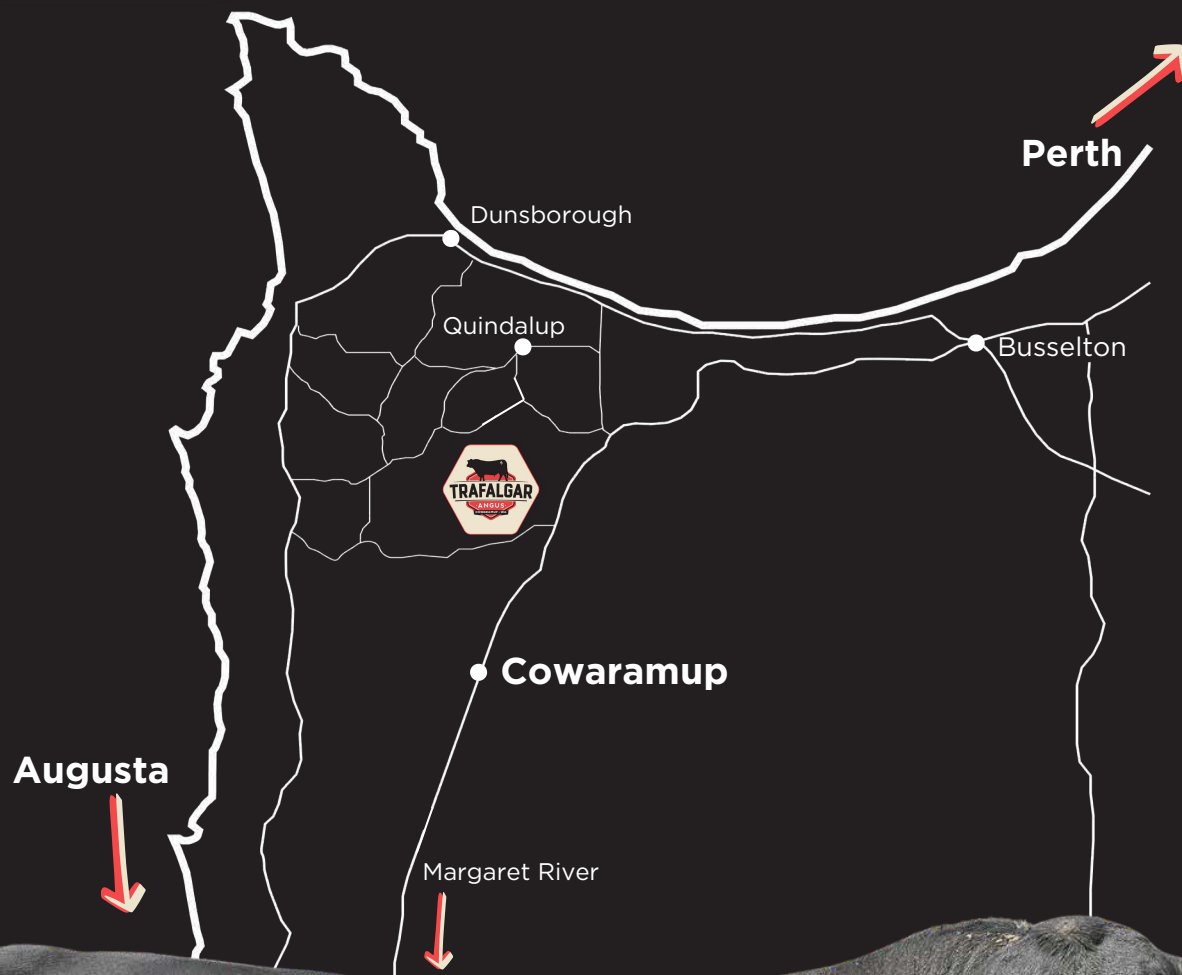 Perth
Dunsborough
Quindalup
Busselton
TRAFALGAR
ANGUS
Cowaramup
Augusta
Margaret River